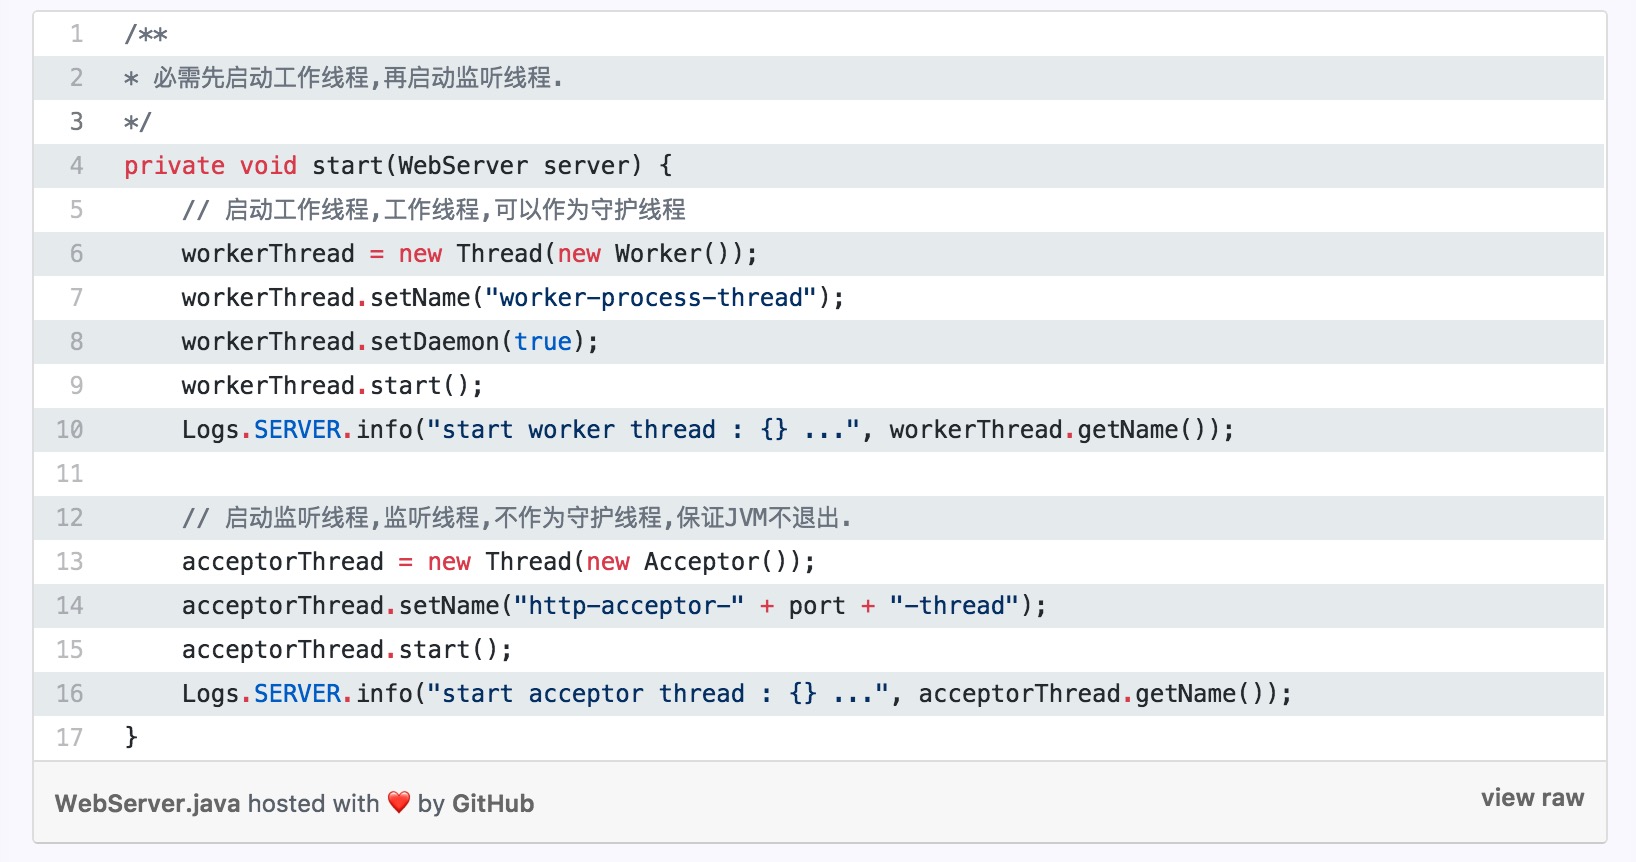 1 /**
2 * 必需先启动工作线程,再启动监听线程.
3 */
4 private void start(WebServer server) {
5 // 启动工作线程,工作线程,可以作为守护线程
6 workerThread = new Thread(new Worker());
7 workerThread.setName("worker-process-thread");
8 workerThread.setDaemon(true);
9 workerThread.start();
10 Logs.SERVER.info("start worker thread : {} ...", workerThread.getName());
11
12 // 启动监听线程,监听线程,不作为守护线程,保证JVM不退出.
13 acceptorThread = new Thread(new Acceptor());
14 acceptorThread.setName("http-acceptor-" + port + "-thread");
15 acceptorThread.start();
16 Logs.SERVER.info("start acceptor thread : {} ...", acceptorThread.getName());
17 }
WebServer.java hosted with ❤ by GitHub
view raw